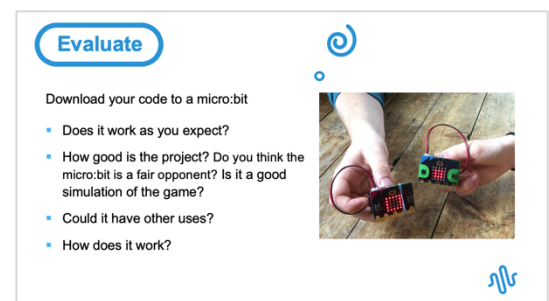 Evaluate
Download your code to a micro:bit
▪ Does it work as you expect?
▪ How good is the project? Do you think the
micro:bit is a fair opponent? Is it a good
simulation of the game?
▪ Could it have other uses?
▪ How does it work?